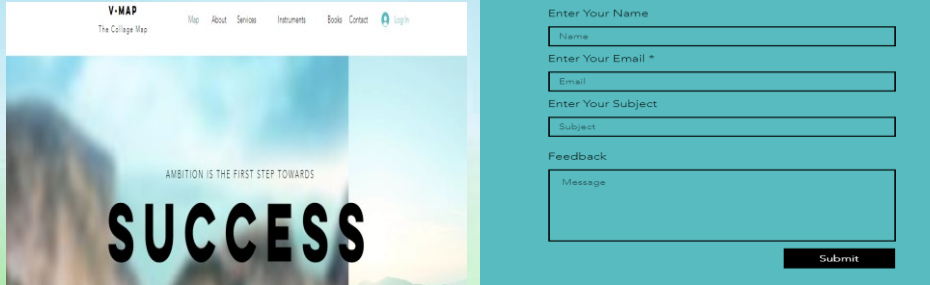 V·MAP
The Collage Map
Map About Services Instruments Books Contact Log In
AMBITION IS THE FIRST STEP TOWARDS
SUCCESS
Enter Your Name
Name
Enter Your Email *
Email
Enter Your Subject
Subject
Feedback
Message
Submit